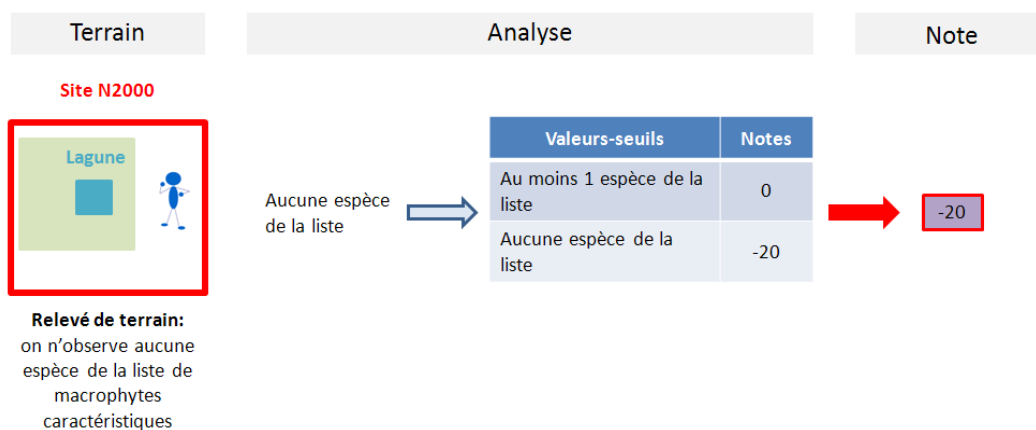 Terrain
Analyse
Note
Site N2000
Lagune
Relevé de terrain:
on n'observe aucune
espèce de la liste de
macrophytes
caractéristiques
Aucune espèce
de la liste
Valeurs-seuils Notes
Au moins 1 espèce de la
liste
0
Aucune espèce de la
liste
-20
-20